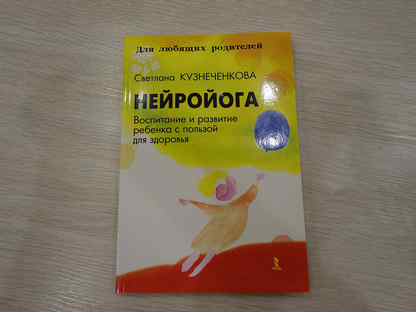 Для любящих родителей
Светлана КУЗНЕЧЕНКОВА
НЕЙРОЙОГА
Воспитание и развитие
ребенка с пользой
для здоровья